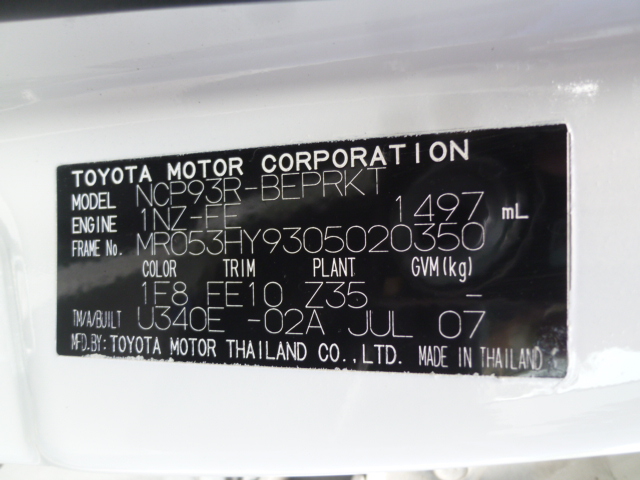 TOYOTA MOTOR CORPORATION
MODEL NCP93R-BEPRKT
ENGINE 1NZ-FE 1497 mL
FRAME No. MR053HY9305020350
COLOR TRIM PLANT GVM(kg)
1F8 FE10 Z35 -
TM/A/BUILT U340E -02A JUL 07
MFD.BY: TOYOTA MOTOR THAILAND CO.,LTD. MADE IN THAILAND